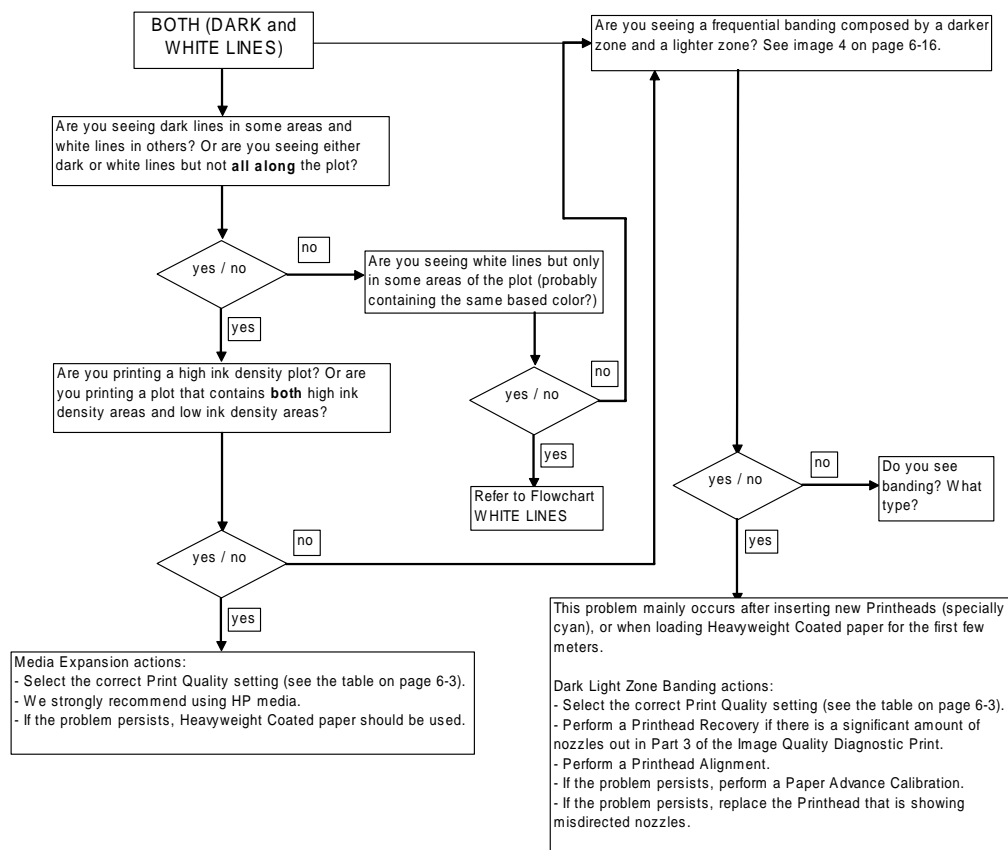 BOTH (DARK and
WHITE LINES)
Are you seeing a frequential banding composed by a darker
zone and a lighter zone? See image 4 on page 6-16.
Are you seeing dark lines in some areas and
white lines in others? Or are you seeing either
dark or white lines but not all along the plot?
yes / no
no
Are you seeing white lines but only
in some areas of the plot (probably
containing the same based color?)
yes
Are you printing a high ink density plot? Or are
you printing a plot that contains both high ink
density areas and low ink density areas?
yes / no
no
yes
Refer to Flowchart
WHITE LINES
yes / no
no
Do you see
banding? What
type?
yes
yes / no
no
yes
Media Expansion actions:
- Select the correct Print Quality setting (see the table on page 6-3).
- We strongly recommend using HP media.
- If the problem persists, Heavyweight Coated paper should be used.
This problem mainly occurs after inserting new Printheads (specially
cyan), or when loading Heavyweight Coated paper for the first few
meters.
Dark Light Zone Banding actions:
- Select the correct Print Quality setting (see the table on page 6-3).
- Perform a Printhead Recovery if there is a significant amount of
nozzles out in Part 3 of the Image Quality Diagnostic Print.
- Perform a Printhead Alignment.
- If the problem persists, perform a Paper Advance Calibration.
- If the problem persists, replace the Printhead that is showing
misdirected nozzles.